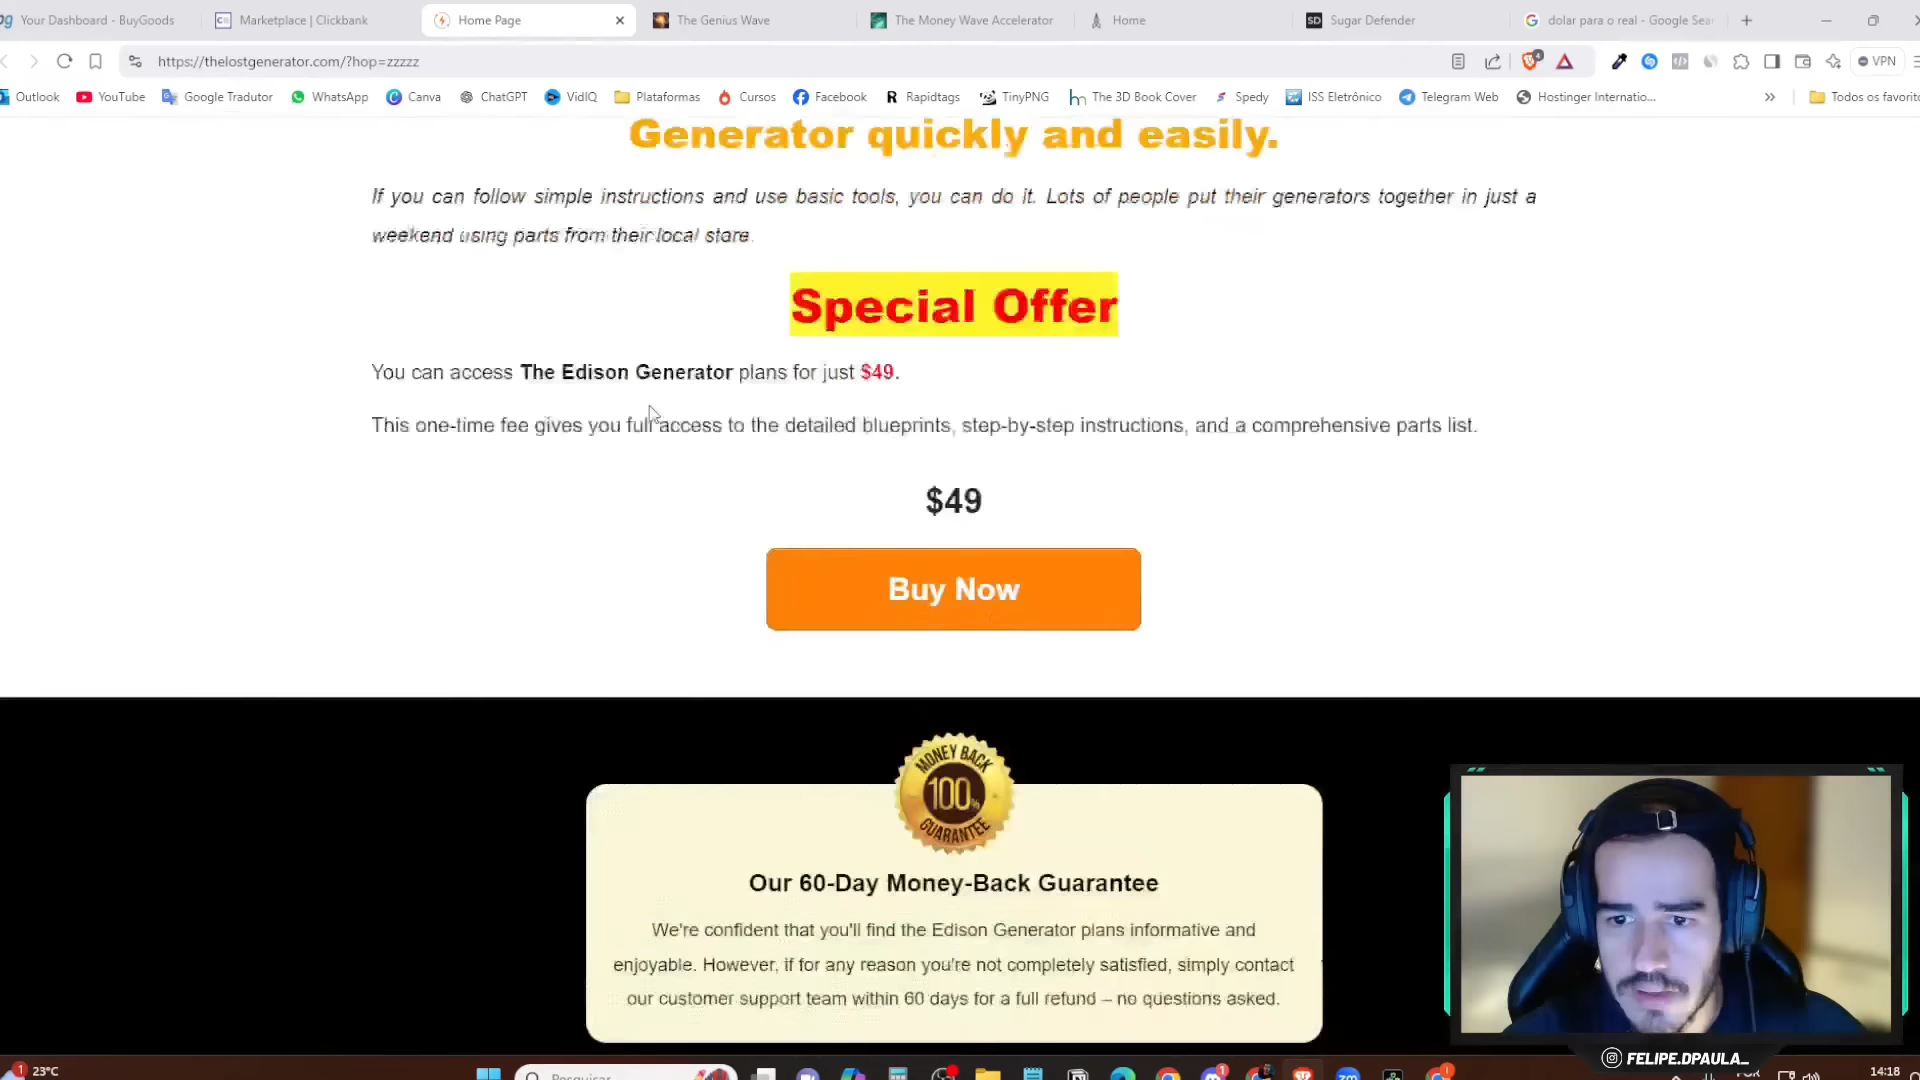 Your Dashboard - BuyGoods
Marketplace | Clickbank
Home Page
The Genius Wave
The Money Wave Accelerator
Home
SD Sugar Defender
dolar para o real - Google Sea
https://thelostgenerator.com/?hop=zzzzz
VPN
Outlook
YouTube
Google Tradutor
WhatsApp
Canva
ChatGPT
VidIQ
Plataformas
Cursos
Facebook
Rapidtags
TinyPNG
The 3D Book Cover
Spedy
ISS Eletrônico
Telegram Web
Hostinger Internatio...
Todos os favorito
Generator quickly and easily.
If you can follow simple instructions and use basic tools, you can do it. Lots of people put their generators together in just a
weekend using parts from their local store.
Special Offer
You can access The Edison Generator plans for just $49.
This one-time fee gives you full access to the detailed blueprints, step-by-step instructions, and a comprehensive parts list.
$49
Buy Now
MONEY BACK
100%
GUARANTEE
Our 60-Day Money-Back Guarantee
We're confident that you'll find the Edison Generator plans informative and
enjoyable. However, if for any reason you're not completely satisfied, simply contact
our customer support team within 60 days for a full refund – no questions asked.
FELIPE.DPAULA_
1
23°C
Pesquisar
14:18